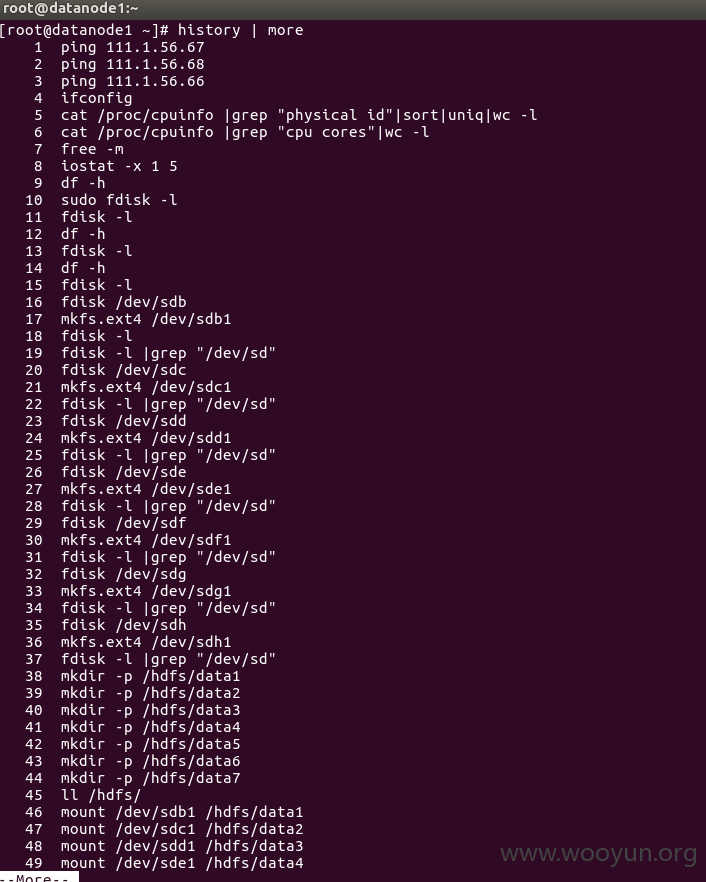 root@datanode1:~
[root@datanode1 ~]# history | more
1 ping 111.1.56.67
2 ping 111.1.56.68
3 ping 111.1.56.66
4 ifconfig
5 cat /proc/cpuinfo |grep "physical id"|sort|uniq|wc -l
6 cat /proc/cpuinfo |grep "cpu cores"|wc -l
7 free -m
8 iostat -x 1 5
9 df -h
10 sudo fdisk -l
11 fdisk -l
12 df -h
13 fdisk -l
14 df -h
15 fdisk -l
16 fdisk /dev/sdb
17 mkfs.ext4 /dev/sdb1
18 fdisk -l
19 fdisk -l |grep "/dev/sd"
20 fdisk /dev/sdc
21 mkfs.ext4 /dev/sdc1
22 fdisk -l |grep "/dev/sd"
23 fdisk /dev/sdd
24 mkfs.ext4 /dev/sdd1
25 fdisk -l |grep "/dev/sd"
26 fdisk /dev/sde
27 mkfs.ext4 /dev/sde1
28 fdisk -l |grep "/dev/sd"
29 fdisk /dev/sdf
30 mkfs.ext4 /dev/sdf1
31 fdisk -l |grep "/dev/sd"
32 fdisk /dev/sdg
33 mkfs.ext4 /dev/sdg1
34 fdisk -l |grep "/dev/sd"
35 fdisk /dev/sdh
36 mkfs.ext4 /dev/sdh1
37 fdisk -l |grep "/dev/sd"
38 mkdir -p /hdfs/data1
39 mkdir -p /hdfs/data2
40 mkdir -p /hdfs/data3
41 mkdir -p /hdfs/data4
42 mkdir -p /hdfs/data5
43 mkdir -p /hdfs/data6
44 mkdir -p /hdfs/data7
45 ll /hdfs/
46 mount /dev/sdb1 /hdfs/data1
47 mount /dev/sdc1 /hdfs/data2
48 mount /dev/sdd1 /hdfs/data3
49 mount /dev/sde1 /hdfs/data4
--More--
www.wooyun.org